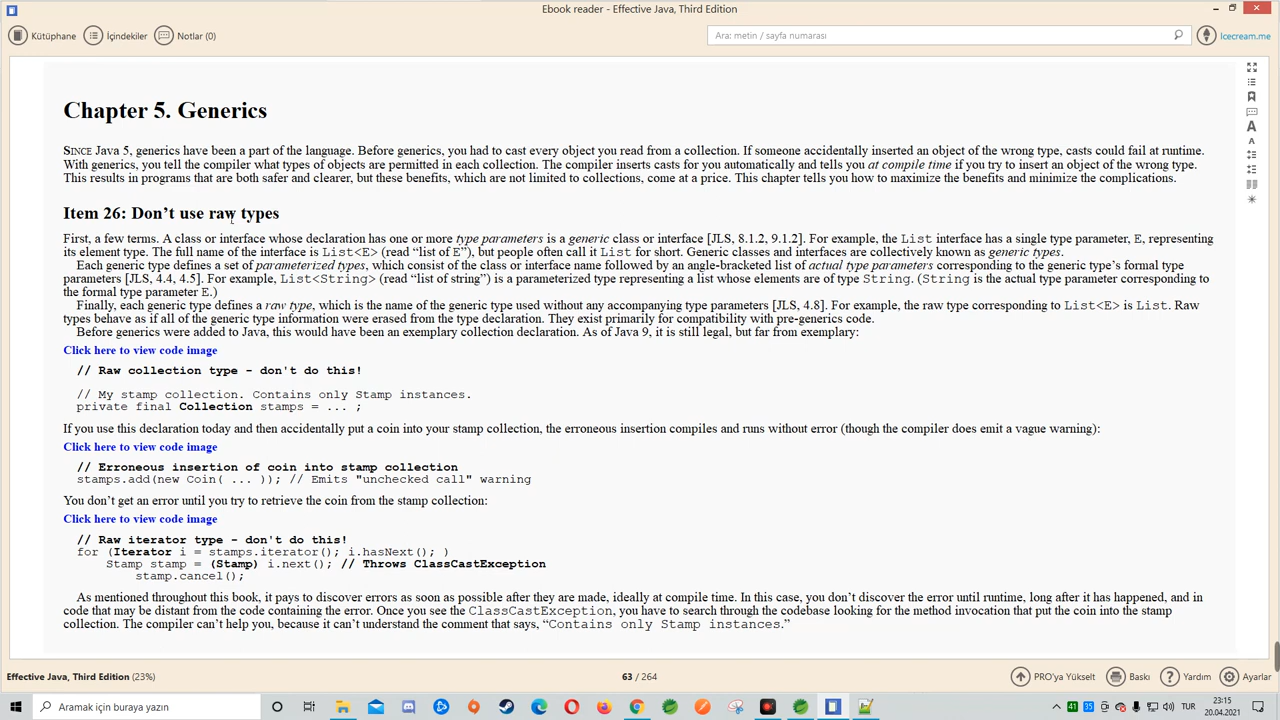 Ebook reader - Effective Java, Third Edition
Kütüphane İçindekiler Notlar (0) Ara: metin / sayfa numarası Icecream.me
Chapter 5. Generics
SINCE Java 5, generics have been a part of the language. Before generics, you had to cast every object you read from a collection. If someone accidentally inserted an object of the wrong type, casts could fail at runtime.
With generics, you tell the compiler what types of objects are permitted in each collection. The compiler inserts casts for you automatically and tells you at compile time if you try to insert an object of the wrong type.
This results in programs that are both safer and clearer, but these benefits, which are not limited to collections, come at a price. This chapter tells you how to maximize the benefits and minimize the complications.
Item 26: Don’t use raw types
First, a few terms. A class or interface whose declaration has one or more type parameters is a generic class or interface [JLS, 8.1.2, 9.1.2]. For example, the List interface has a single type parameter, E, representing
its element type. The full name of the interface is List<E> (read “list of E”), but people often call it List for short. Generic classes and interfaces are collectively known as generic types.
Each generic type defines a set of parameterized types, which consist of the class or interface name followed by an angle-bracketed list of actual type parameters corresponding to the generic type’s formal type
parameters [JLS, 4.4, 4.5]. For example, List<String> (read “list of string”) is a parameterized type representing a list whose elements are of type String. (String is the actual type parameter corresponding to
the formal type parameter E.)
Finally, each generic type defines a raw type, which is the name of the generic type used without any accompanying type parameters [JLS, 4.8]. For example, the raw type corresponding to List<E> is List. Raw
types behave as if all of the generic type information were erased from the type declaration. They exist primarily for compatibility with pre-generics code.
Before generics were added to Java, this would have been an exemplary collection declaration. As of Java 9, it is still legal, but far from exemplary:
Click here to view code image
// Raw collection type - don't do this!
// My stamp collection. Contains only Stamp instances.
private final Collection stamps = ... ;
If you use this declaration today and then accidentally put a coin into your stamp collection, the erroneous insertion compiles and runs without error (though the compiler does emit a vague warning):
Click here to view code image
// Erroneous insertion of coin into stamp collection
stamps.add(new Coin( ... )); // Emits "unchecked call" warning
You don’t get an error until you try to retrieve the coin from the stamp collection:
Click here to view code image
// Raw iterator type - don't do this!
for (Iterator i = stamps.iterator(); i.hasNext(); )
Stamp stamp = (Stamp) i.next(); // Throws ClassCastException
stamp.cancel();
As mentioned throughout this book, it pays to discover errors as soon as possible after they are made, ideally at compile time. In this case, you don’t discover the error until runtime, long after it has happened, and in
code that may be distant from the code containing the error. Once you see the ClassCastException, you have to search through the codebase looking for the method invocation that put the coin into the stamp
collection. The compiler can’t help you, because it can’t understand the comment that says, “Contains only Stamp instances.”
Effective Java, Third Edition (23%) 63 / 264 PRO'ya Yükselt Baskı Yardım Ayarlar
Aramak için buraya yazın 41 35 TUR 23:15
20.04.2021